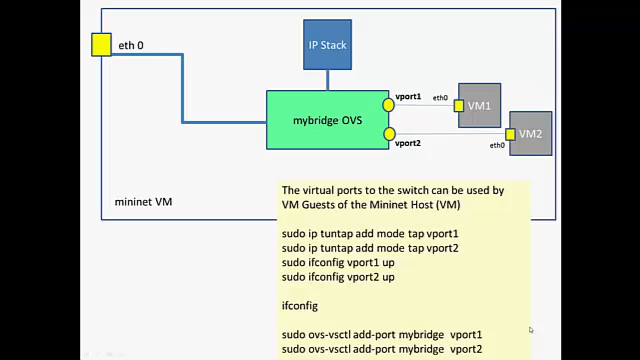 eth 0
IP Stack
mybridge OVS
vport1
eth0
VM1
vport2
eth0
VM2
mininet VM
The virtual ports to the switch can be used by
VM Guests of the Mininet Host (VM)
sudo ip tuntap add mode tap vport1
sudo ip tuntap add mode tap vport2
sudo ifconfig vport1 up
sudo ifconfig vport2 up
ifconfig
sudo ovs-vsctl add-port mybridge vport1
sudo ovs-vsctl add-port mybridge vport2